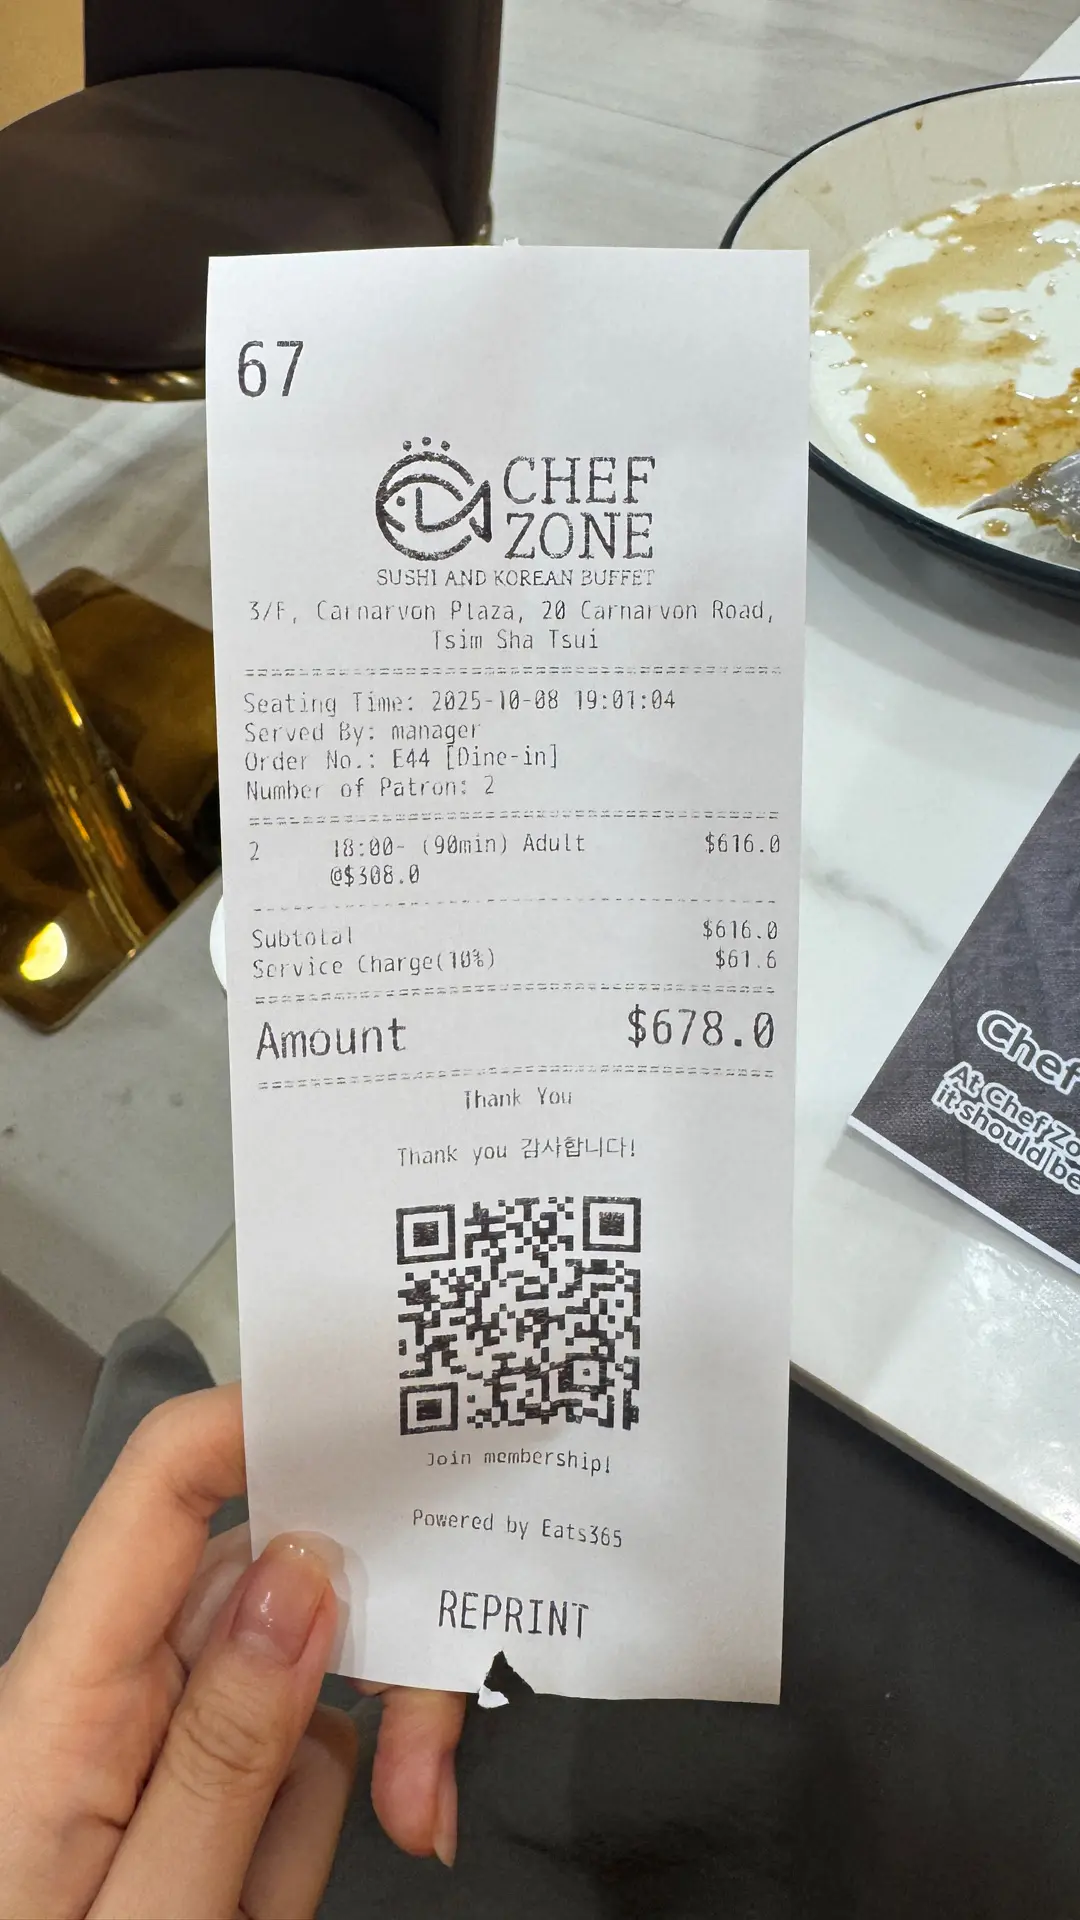 67
CHEF
ZONE
SUSHI AND KOREAN BUFFET
3/F, Carnarvon Plaza, 20 Carnarvon Road,
Tsim Sha Tsui
Seating Time: 2025-10-08 19:01:04
Served By: manager
Order No.: E44 [Dine-in]
Number of Patron: 2
2 18:00- (90min) Adult $616.0
@$308.0
Subtotal $616.0
Service Charge(10%) $61.6
Amount $678.0
Thank You
Thank you 감사합니다!
Join membership!
Powered by Eats365
REPRINT
Chef
At ChefZo
it should be